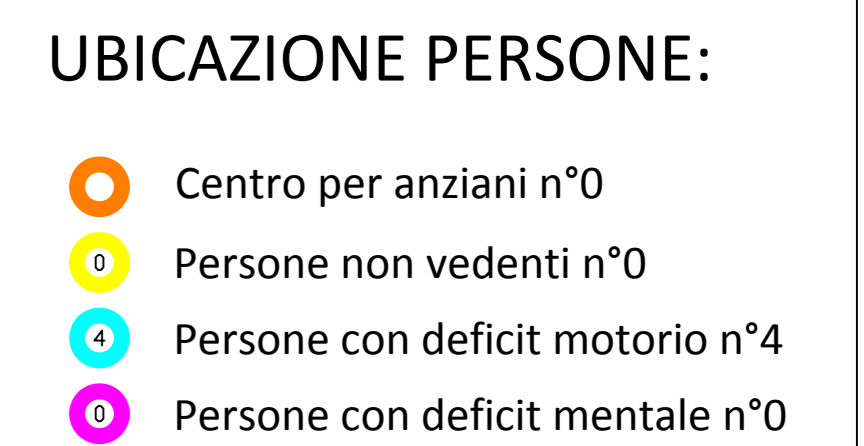 UBICAZIONE PERSONE:
Centro per anziani n°0
0 Persone non vedenti n°0
4 Persone con deficit motorio n°4
0 Persone con deficit mentale n°0